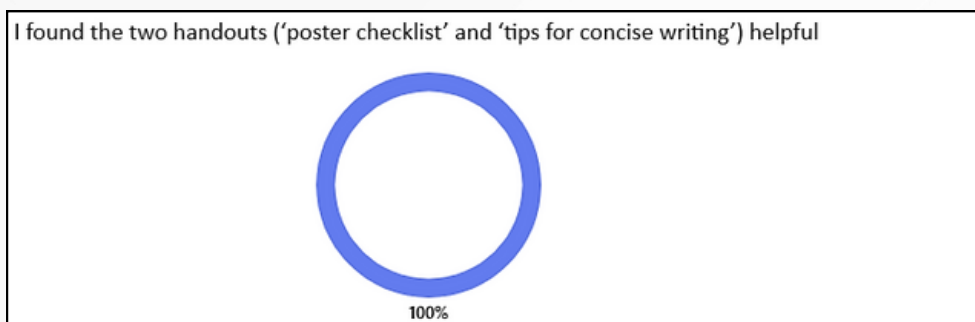 I found the two handouts (‘poster checklist’ and ‘tips for concise writing’) helpful
100%